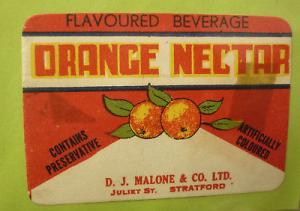 FLAVOURED BEVERAGE
ORANGE NECTAR
CONTAINS
PRESERVATIVE
ARTIFICIALLY
COLOURED
D. J. MALONE & CO. LTD.
JULIET ST. STRATFORD